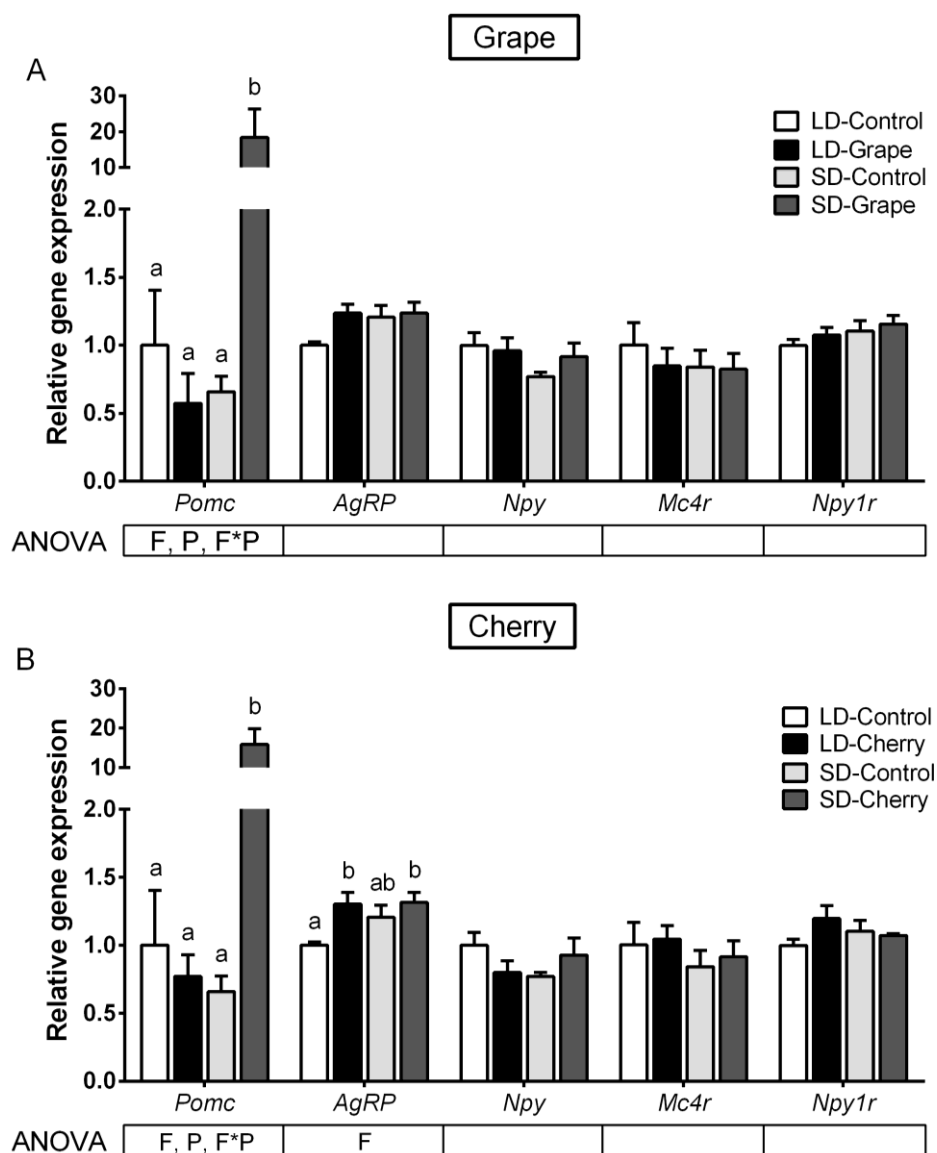 Grape
A
b
30
20
10
2.0
1.5
1.0
0.5
0.0
Relative gene expression
LD-Control
LD-Grape
SD-Control
SD-Grape
a
a
a
Pomc AgRP Npy Mc4r Npy1r
ANOVA F, P, F*P
Cherry
B
b
30
20
10
2.0
1.5
1.0
0.5
0.0
Relative gene expression
LD-Control
LD-Cherry
SD-Control
SD-Cherry
a
a
a
a
b
ab
b
Pomc AgRP Npy Mc4r Npy1r
ANOVA F, P, F*P F